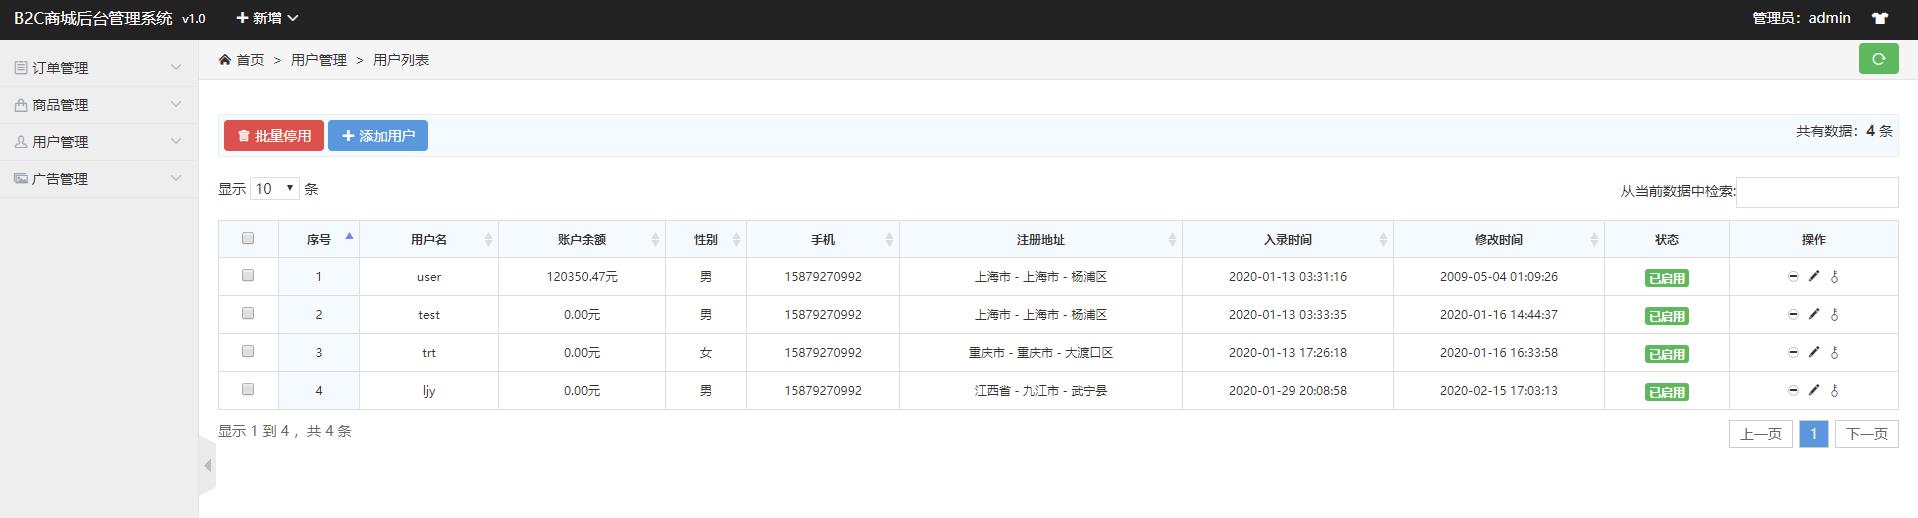 B2C商城后台管理系统 v1.0 新增 管理员：admin
首页 > 用户管理 > 用户列表
订单管理
商品管理
用户管理
广告管理
批量停用 添加用户 共有数据：4 条
显示 10 条 从当前数据中检索:
序号 用户名 账户余额 性别 手机 注册地址 入录时间 修改时间 状态 操作
1 user 120350.47元 男 15879270992 上海市 - 上海市 - 杨浦区 2020-01-13 03:31:16 2009-05-04 01:09:26 已启用
2 test 0.00元 男 15879270992 上海市 - 上海市 - 杨浦区 2020-01-13 03:33:35 2020-01-16 14:44:37 已启用
3 trt 0.00元 女 15879270992 重庆市 - 重庆市 - 大渡口区 2020-01-13 17:26:18 2020-01-16 16:33:58 已启用
4 ljy 0.00元 男 15879270992 江西省 - 九江市 - 武宁县 2020-01-29 20:08:58 2020-02-15 17:03:13 已启用
显示 1 到 4 ，共 4 条 上一页 1 下一页